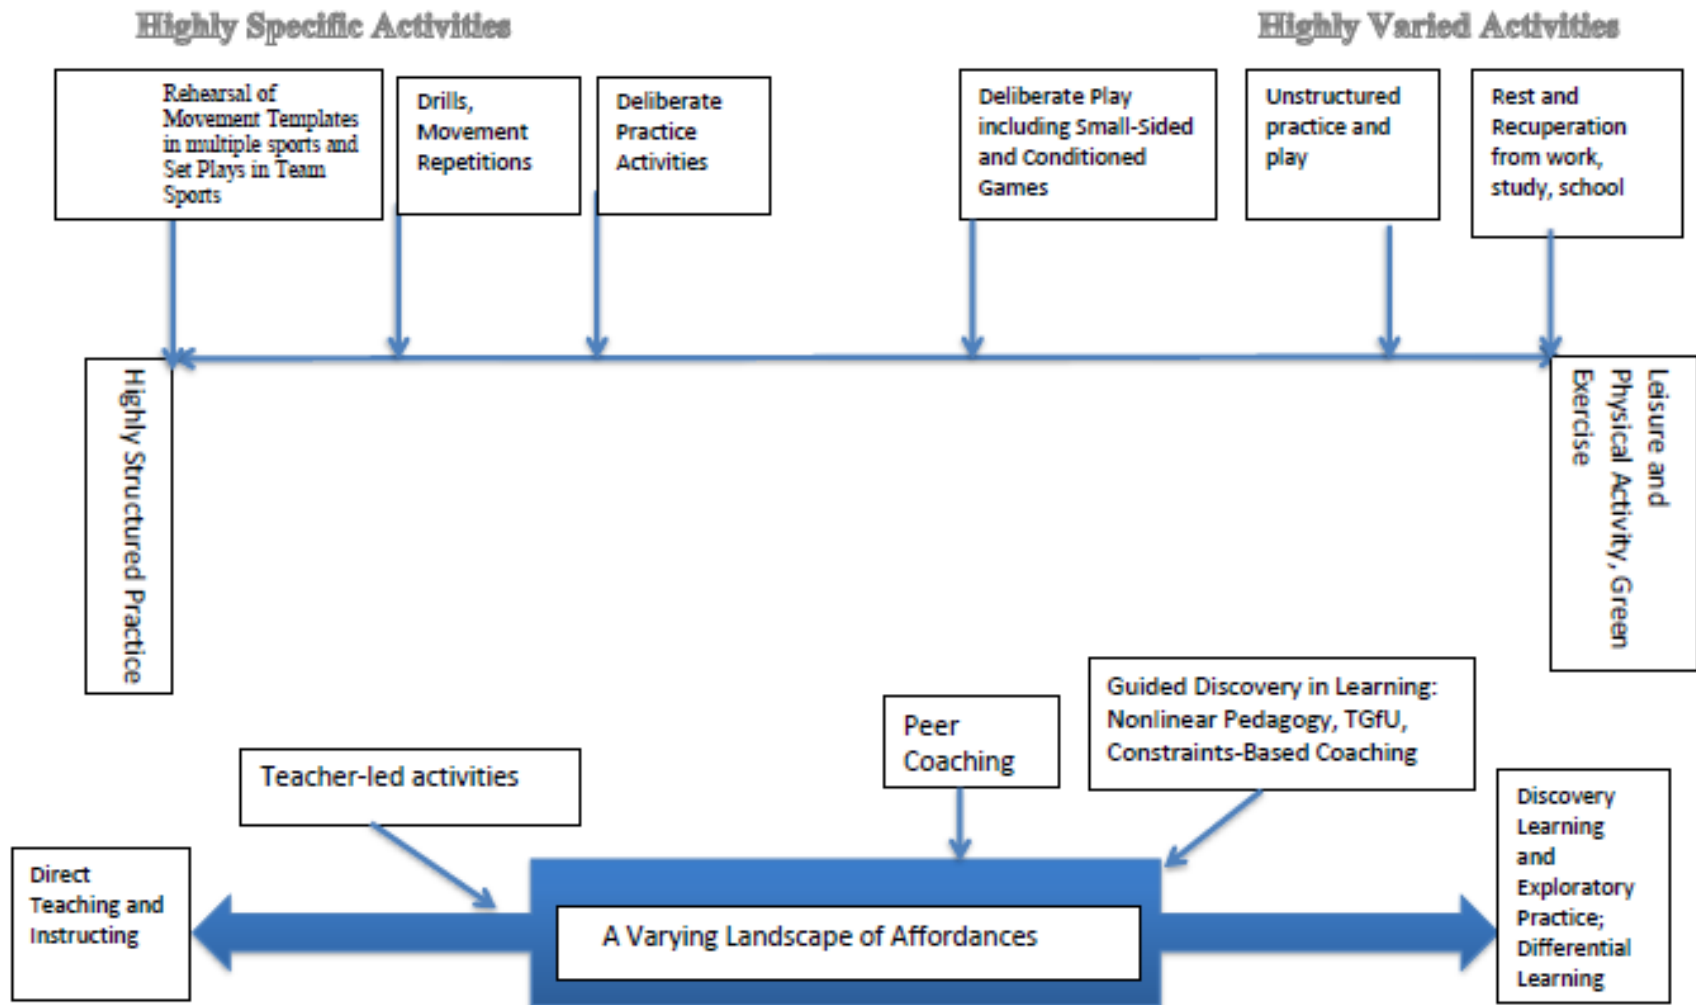 Highly Specific Activities
Highly Varied Activities
Rehearsal of
Movement Templates
in multiple sports and
Set Plays in Team
Sports
Drills,
Movement
Repetitions
Deliberate
Practice
Activities
Deliberate Play
including Small-Sided
and Conditioned
Games
Unstructured
practice and
play
Rest and
Recuperation
from work,
study, school
Highly Structured Practice
Leisure and
Physical Activity, Green
Exercise
Teacher-led activities
Peer
Coaching
Guided Discovery in Learning:
Nonlinear Pedagogy, TGfU,
Constraints-Based Coaching
Direct
Teaching and
Instructing
A Varying Landscape of Affordances
Discovery
Learning
and
Exploratory
Practice;
Differential
Learning